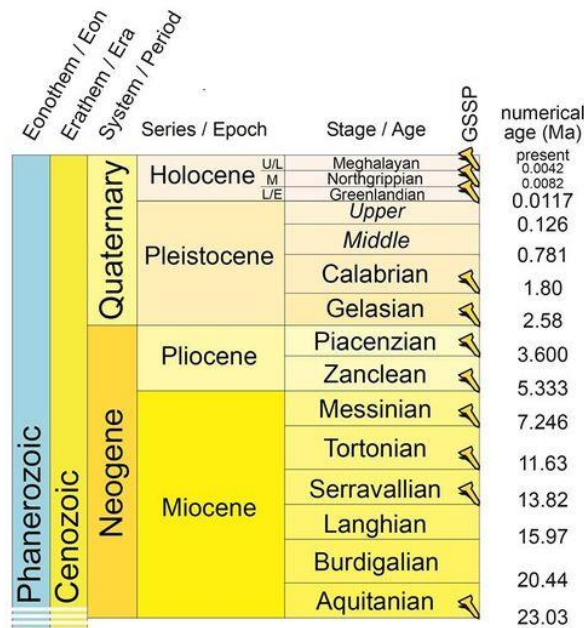 Eonothem / Eon
Erathem / Era
System / Period
Series / Epoch
Stage / Age
GSSP
numerical
age (Ma)
Phanerozoic
Cenozoic
Quaternary
Holocene
U/L
Meghalayan
present
0.0042
M
Northgrippian
0.0082
L/E
Greenlandian
0.0117
Pleistocene
Upper
0.126
Middle
0.781
Calabrian
1.80
Gelasian
2.58
Neogene
Pliocene
Piacenzian
3.600
Zanclean
5.333
Miocene
Messinian
7.246
Tortonian
11.63
Serravallian
13.82
Langhian
15.97
Burdigalian
20.44
Aquitanian
23.03